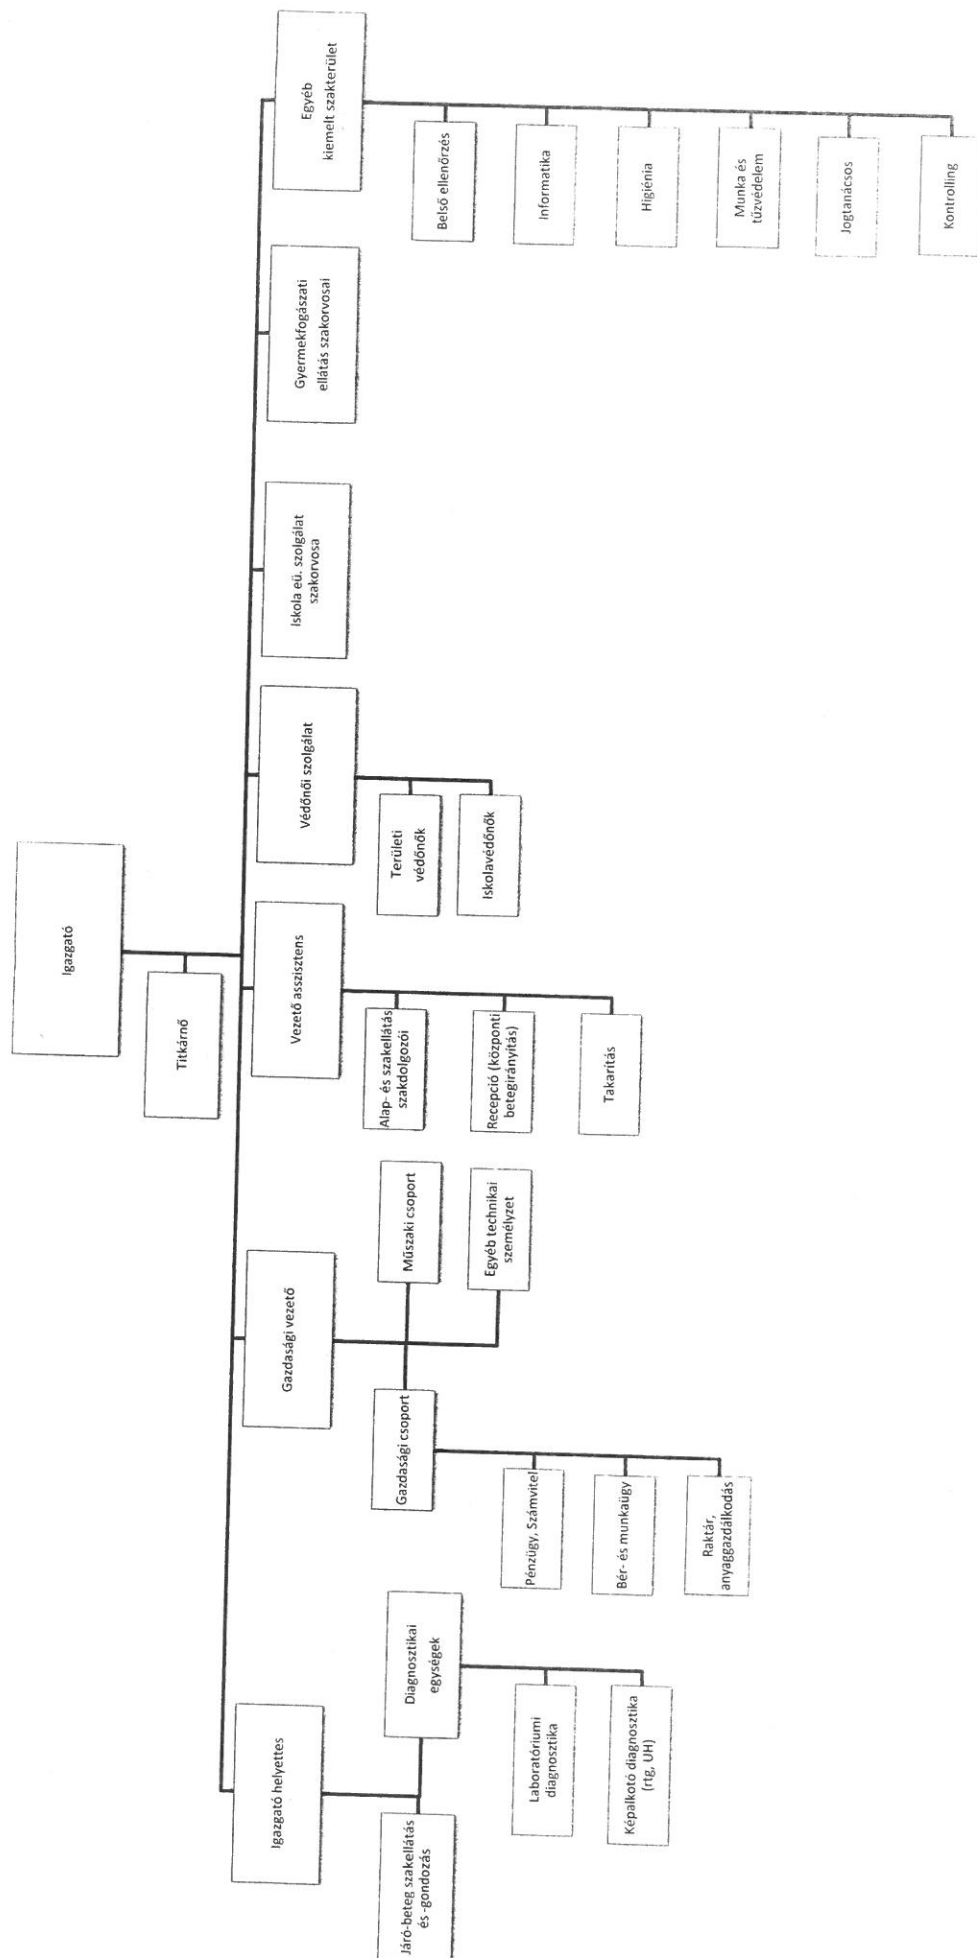 Igazgató
Titkárnő
Igazgató helyettes
Járó-beteg szakellátás
és -gondozás
Diagnosztikai
egységek
Laboratóriumi
diagnosztika
Képalkotó diagnosztika
(rtg, UH)
Gazdasági vezető
Gazdasági csoport
Pénzügy, Számvitel
Bér- és munkaügy
Raktár,
anyaggazdálkodás
Műszaki csoport
Egyéb technikai
személyzet
Vezető asszisztens
Alap- és szakellátás
szakdolgozói
Recepció (központi
betegirányítás)
Takarítás
Védőnői szolgálat
Területi
védőnők
Iskolavédőnők
Iskola eü. szolgálat
szakorvosa
Gyermekfogászati
ellátás szakorvosai
Egyéb
kiemelt szakterület
Belső ellenőrzés
Informatika
Higiénia
Munka és
tűzvédelem
Jogtanácsos
Kontrolling